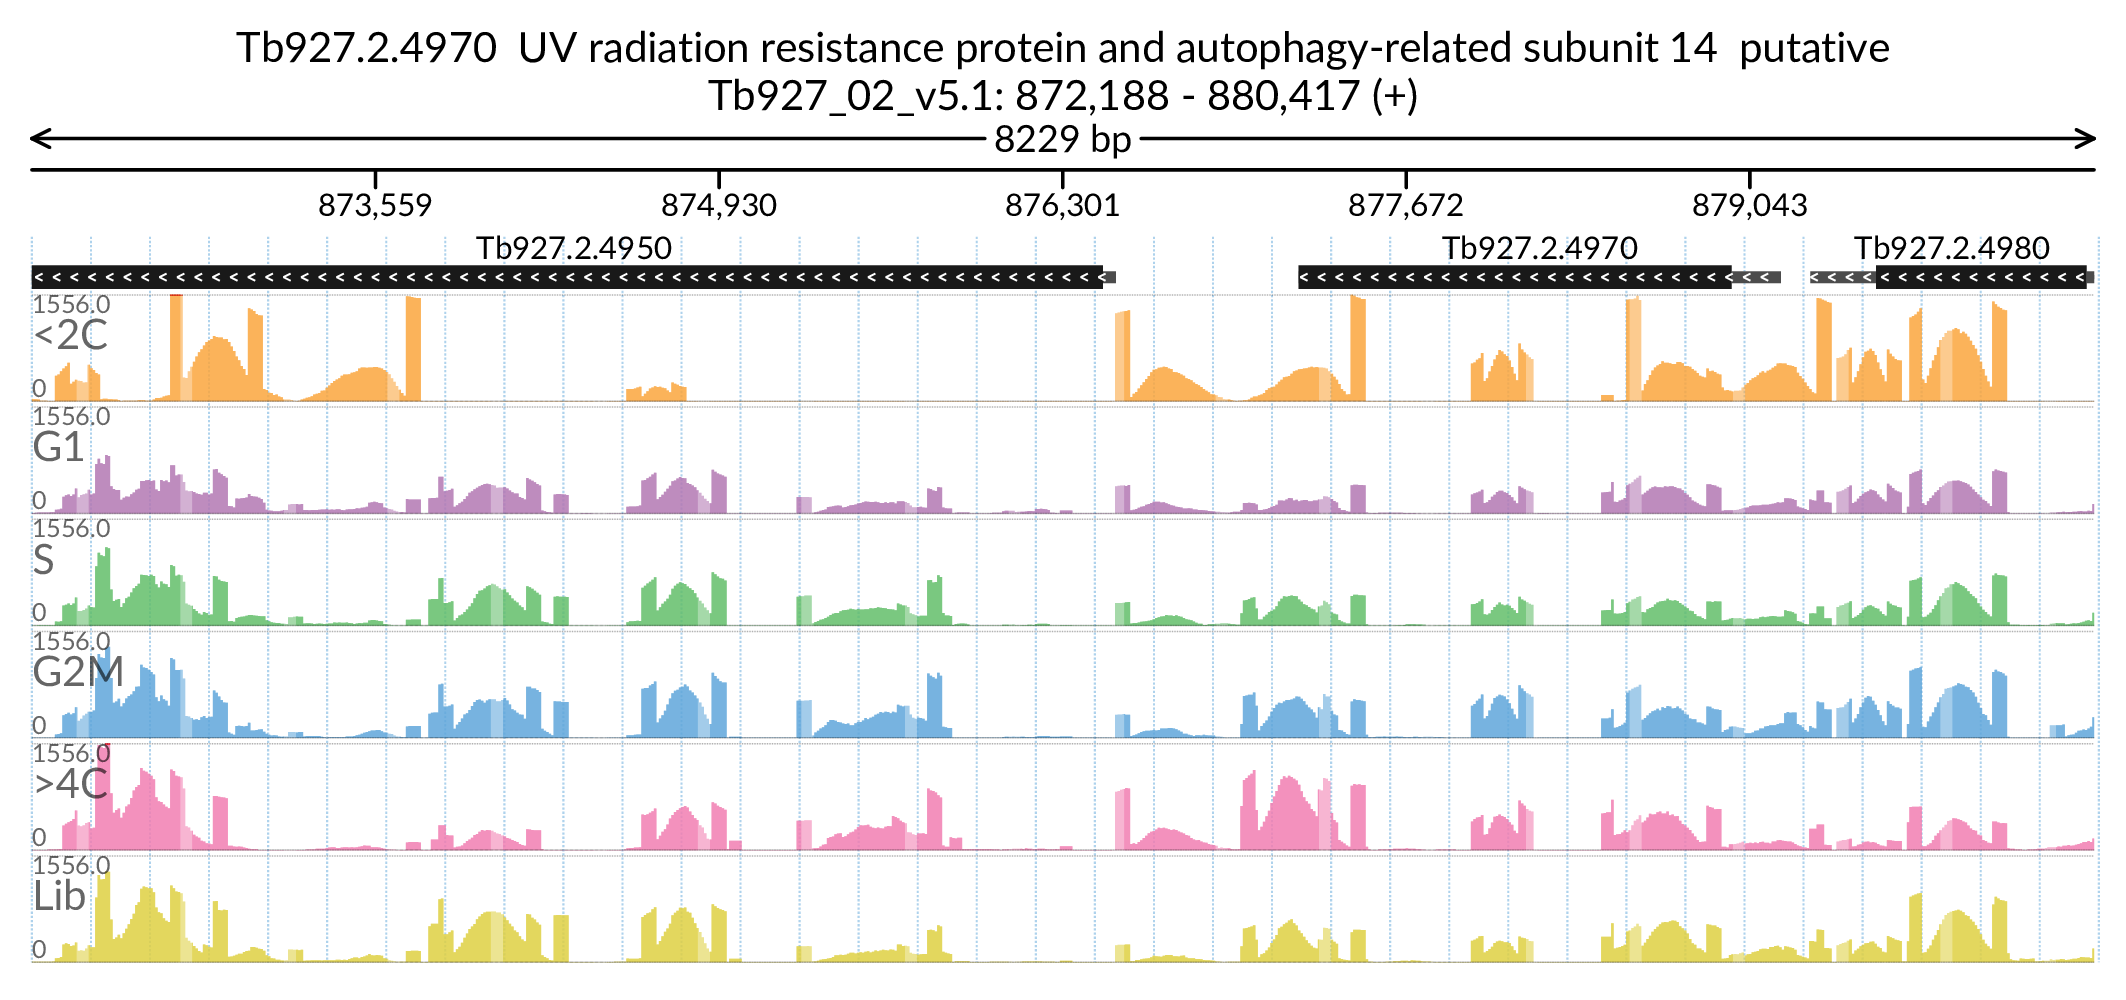 Tb927.2.4970 UV radiation resistance protein and autophagy-related subunit 14 putative
Tb927_02_v5.1: 872,188 - 880,417 (+)
8229 bp
873,559 874,930 876,301 877,672 879,043
Tb927.2.4950 Tb927.2.4970 Tb927.2.4980
1556.0
<2C
0
1556.0
G1
0
1556.0
S
0
1556.0
G2M
0
1556.0
>4C
0
1556.0
Lib
0